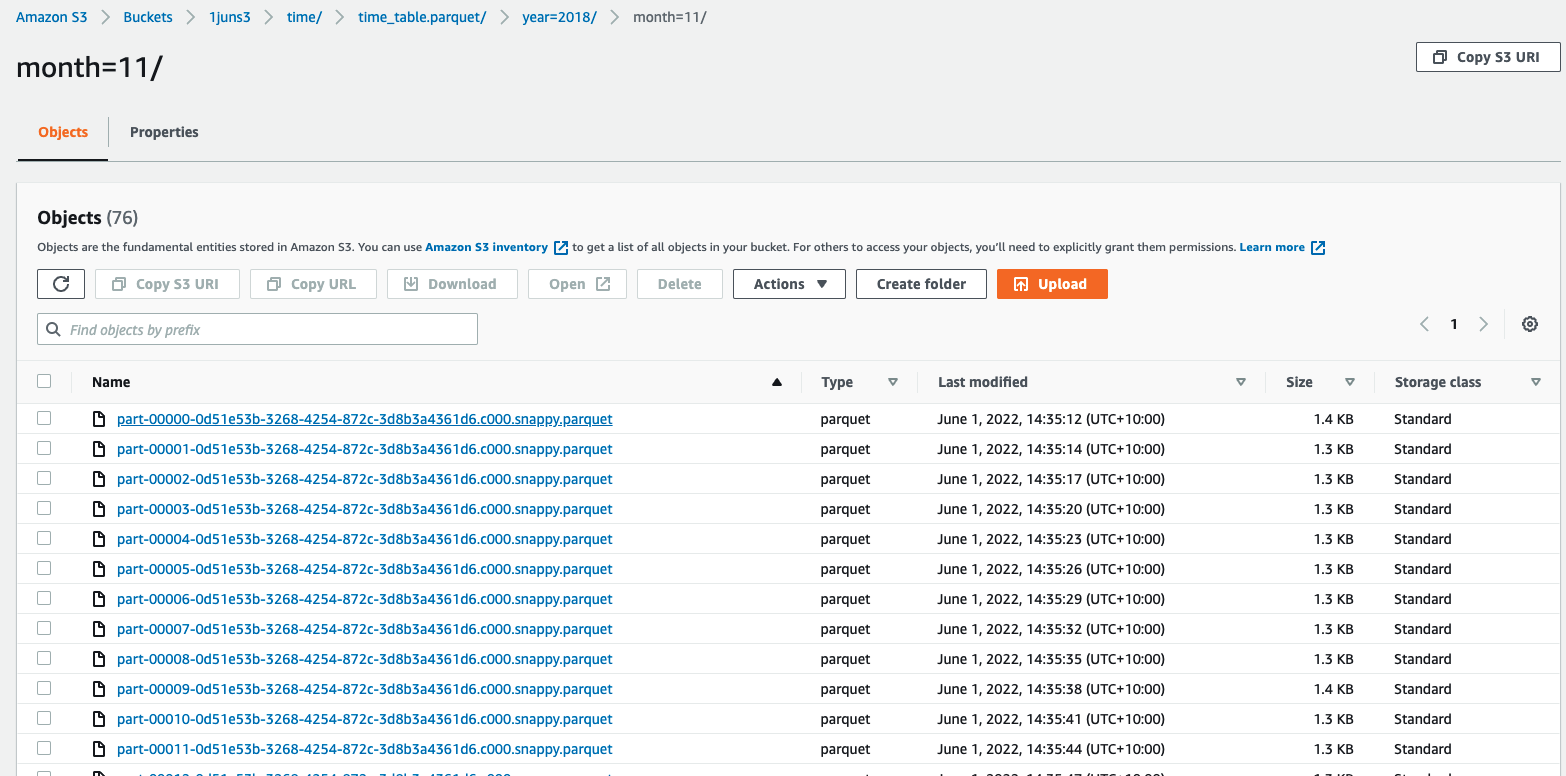 Amazon S3 > Buckets > 1juns3 > time/ > time_table.parquet/ > year=2018/ > month=11/
month=11/
Copy S3 URI
Objects Properties
Objects (76)
Objects are the fundamental entities stored in Amazon S3. You can use Amazon S3 inventory to get a list of all objects in your bucket. For others to access your objects, you'll need to explicitly grant them permissions. Learn more
Copy S3 URI Copy URL Download Open Delete Actions Create folder Upload
Find objects by prefix
1
Name Type Last modified Size Storage class
part-00000-0d51e53b-3268-4254-872c-3d8b3a4361d6.c000.snappy.parquet parquet June 1, 2022, 14:35:12 (UTC+10:00) 1.4 KB Standard
part-00001-0d51e53b-3268-4254-872c-3d8b3a4361d6.c000.snappy.parquet parquet June 1, 2022, 14:35:14 (UTC+10:00) 1.3 KB Standard
part-00002-0d51e53b-3268-4254-872c-3d8b3a4361d6.c000.snappy.parquet parquet June 1, 2022, 14:35:17 (UTC+10:00) 1.3 KB Standard
part-00003-0d51e53b-3268-4254-872c-3d8b3a4361d6.c000.snappy.parquet parquet June 1, 2022, 14:35:20 (UTC+10:00) 1.3 KB Standard
part-00004-0d51e53b-3268-4254-872c-3d8b3a4361d6.c000.snappy.parquet parquet June 1, 2022, 14:35:23 (UTC+10:00) 1.3 KB Standard
part-00005-0d51e53b-3268-4254-872c-3d8b3a4361d6.c000.snappy.parquet parquet June 1, 2022, 14:35:26 (UTC+10:00) 1.3 KB Standard
part-00006-0d51e53b-3268-4254-872c-3d8b3a4361d6.c000.snappy.parquet parquet June 1, 2022, 14:35:29 (UTC+10:00) 1.3 KB Standard
part-00007-0d51e53b-3268-4254-872c-3d8b3a4361d6.c000.snappy.parquet parquet June 1, 2022, 14:35:32 (UTC+10:00) 1.3 KB Standard
part-00008-0d51e53b-3268-4254-872c-3d8b3a4361d6.c000.snappy.parquet parquet June 1, 2022, 14:35:35 (UTC+10:00) 1.3 KB Standard
part-00009-0d51e53b-3268-4254-872c-3d8b3a4361d6.c000.snappy.parquet parquet June 1, 2022, 14:35:38 (UTC+10:00) 1.4 KB Standard
part-00010-0d51e53b-3268-4254-872c-3d8b3a4361d6.c000.snappy.parquet parquet June 1, 2022, 14:35:41 (UTC+10:00) 1.3 KB Standard
part-00011-0d51e53b-3268-4254-872c-3d8b3a4361d6.c000.snappy.parquet parquet June 1, 2022, 14:35:44 (UTC+10:00) 1.3 KB Standard